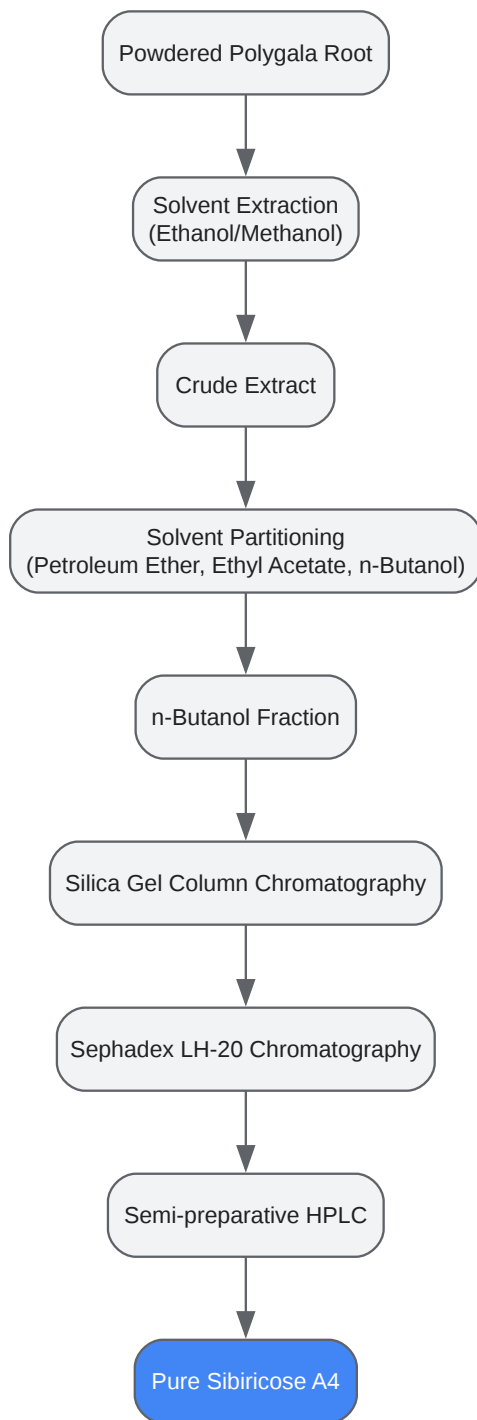 Powdered Polygala Root
Solvent Extraction
(Ethanol/Methanol)
Crude Extract
Solvent Partitioning
(Petroleum Ether, Ethyl Acetate, n-Butanol)
n-Butanol Fraction
Silica Gel Column Chromatography
Sephadex LH-20 Chromatography
Semi-preparative HPLC
Pure Sibiricose A4